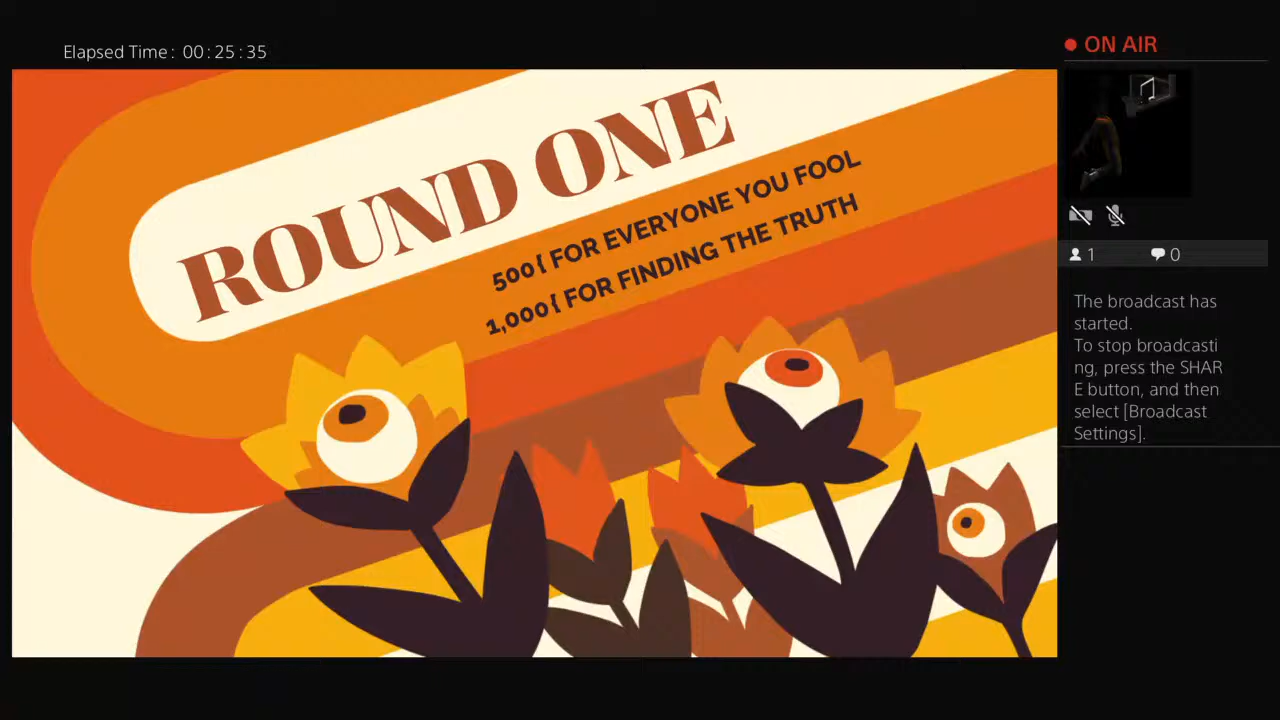 Elapsed Time: 00:25:35
ON AIR
ROUND ONE
500{ FOR EVERYONE YOU FOOL
1,000{ FOR FINDING THE TRUTH
1
0
The broadcast has
started.
To stop broadcasti
ng, press the SHAR
E button, and then
select [Broadcast
Settings].